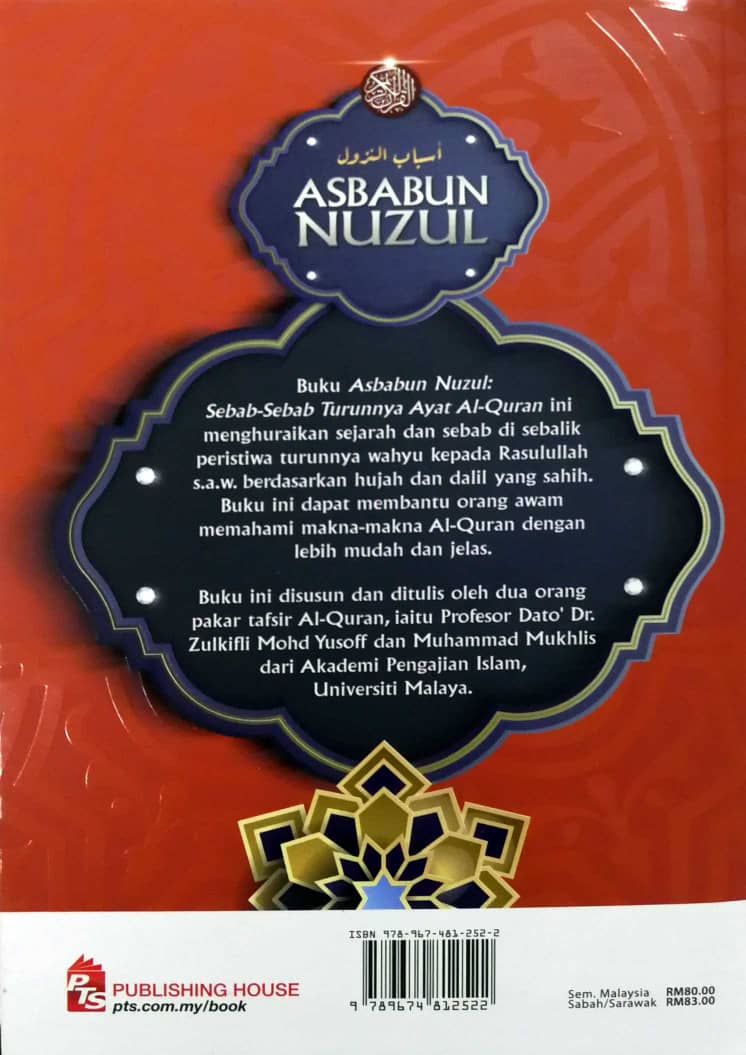 القرآن الكريم
أسباب النزول
ASBABUN
NUZUL
Buku Asbabun Nuzul:
Sebab-Sebab Turunnya Ayat Al-Quran ini
menghuraikan sejarah dan sebab di sebalik
peristiwa turunnya wahyu kepada Rasulullah
s.a.w. berdasarkan hujah dan dalil yang sahih.
Buku ini dapat membantu orang awam
memahami makna-makna Al-Quran dengan
lebih mudah dan jelas.
Buku ini disusun dan ditulis oleh dua orang
pakar tafsir Al-Quran, iaitu Profesor Dato' Dr.
Zulkifli Mohd Yusoff dan Muhammad Mukhlis
dari Akademi Pengajian Islam,
Universiti Malaya.
ISBN 978-967-481-252-2
9 789674 812522
PTS PUBLISHING HOUSE
pts.com.my/book
Sem. Malaysia RM80.00
Sabah/Sarawak RM83.00